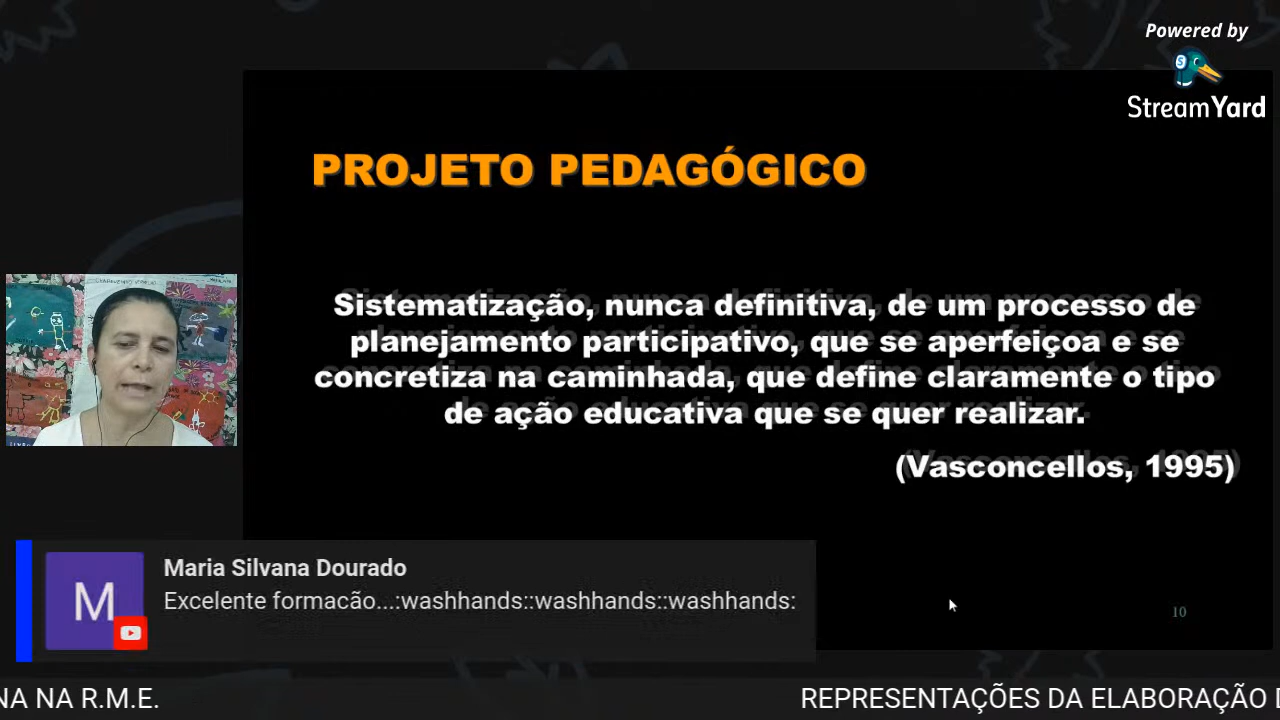 Powered by
StreamYard
PROJETO PEDAGÓGICO
Sistematização, nunca definitiva, de um processo de
planejamento participativo, que se aperfeiçoa e se
concretiza na caminhada, que define claramente o tipo
de ação educativa que se quer realizar.
(Vasconcellos, 1995)
Maria Silvana Dourado
M
Excelente formacão...:washhands::washhands::washhands:
10
NA NA R.M.E.
REPRESENTAÇÕES DA ELABORAÇÃO